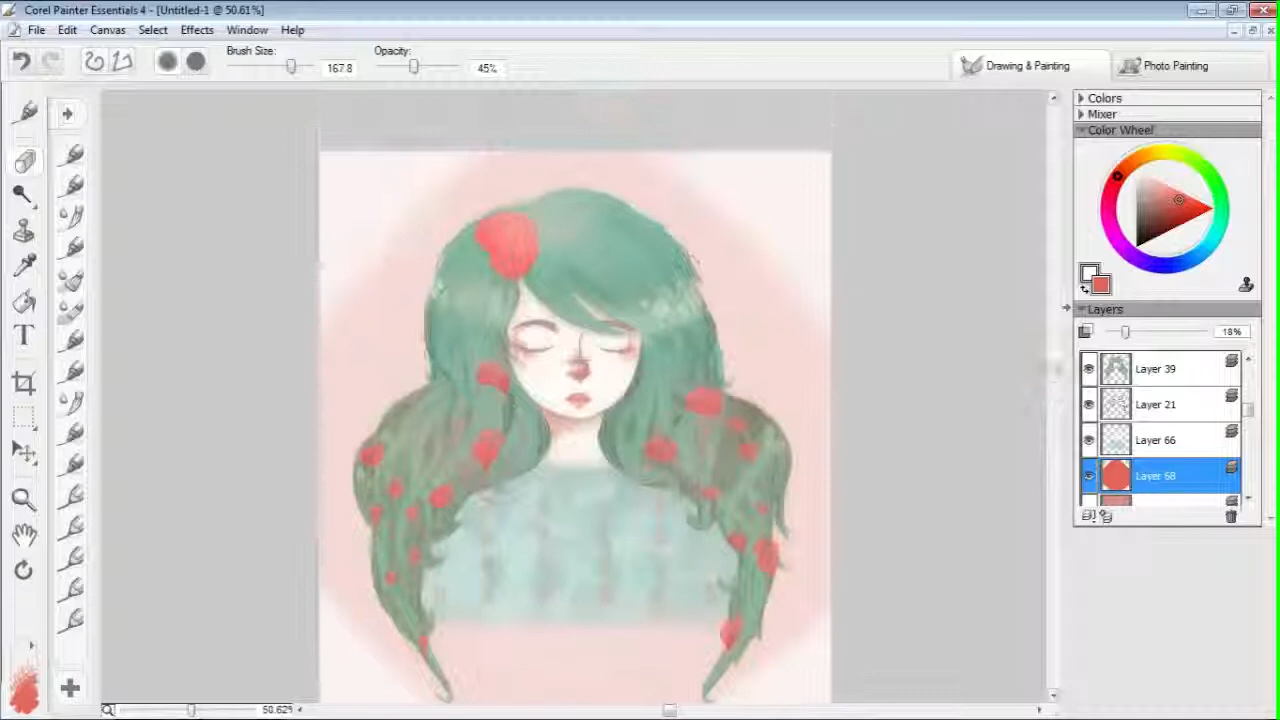 Corel Painter Essentials 4 - [Untitled-1 @ 50.61%]
File Edit Canvas Select Effects Window Help
Brush Size: 167.8 Opacity: 45%
Drawing & Painting Photo Painting
Colors
Mixer
Color Wheel
Layers
18%
Layer 39
Layer 21
Layer 66
Layer 68
50.62%